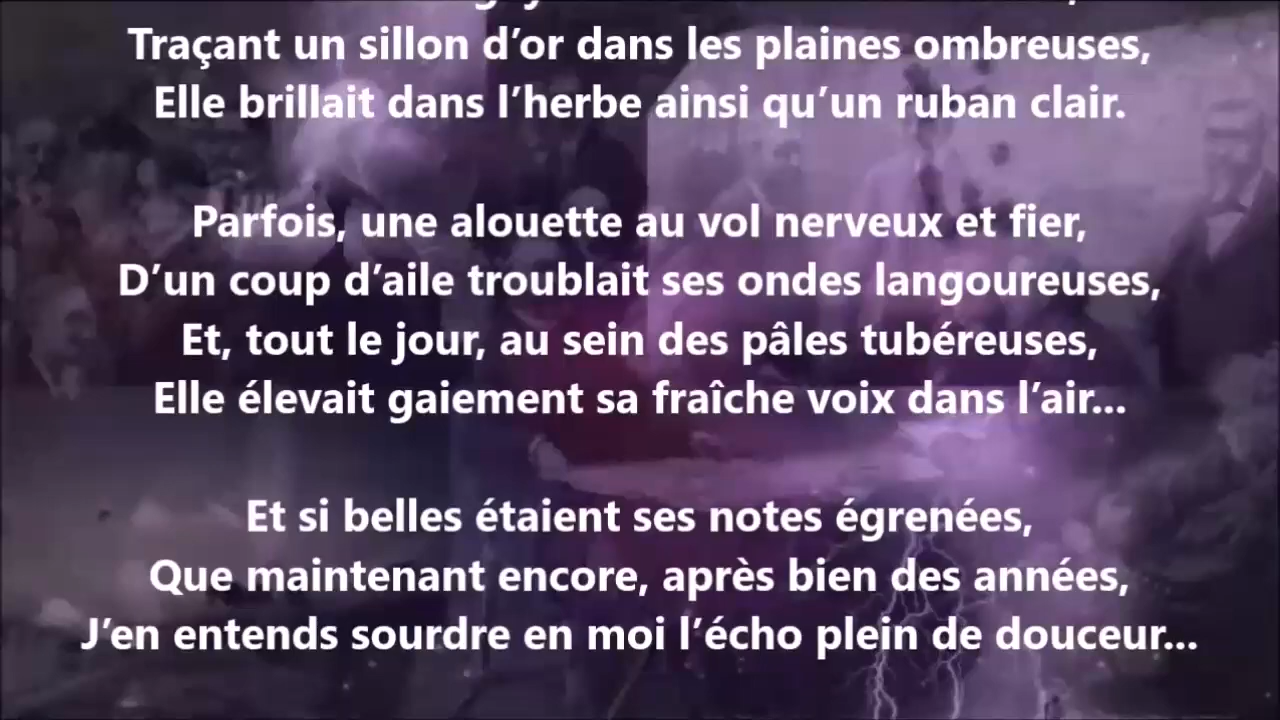 Traçant un sillon d’or dans les plaines ombreuses,
Elle brillait dans l’herbe ainsi qu’un ruban clair.
Parfois, une alouette au vol nerveux et fier,
D’un coup d’aile troublait ses ondes langoureuses,
Et, tout le jour, au sein des pâles tubéreuses,
Elle élevait gaiement sa fraîche voix dans l’air...
Et si belles étaient ses notes égrenées,
Que maintenant encore, après bien des années,
J’en entends sourdre en moi l’écho plein de douceur...